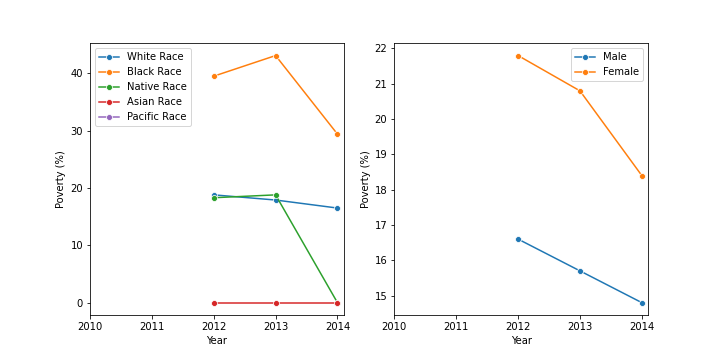 White Race
Black Race
Native Race
Asian Race
Pacific Race
40
30
20
10
0
Poverty (%)
2010 2011 2012 2013 2014
Year
Male
Female
22
21
20
19
18
17
16
15
Poverty (%)
2010 2011 2012 2013 2014
Year